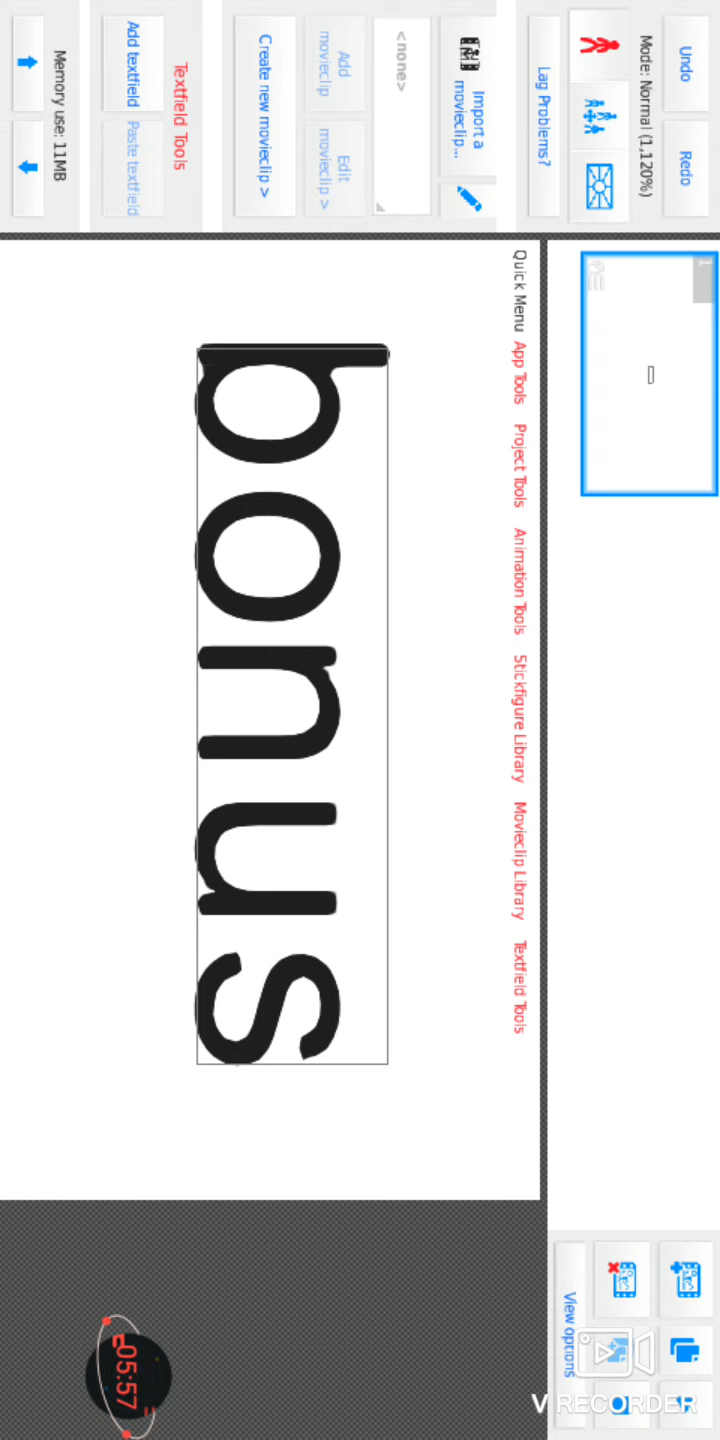 Undo Redo
Mode: Normal (1,120%)
Lag Problems?
Import a
movieclip...
<none>
Add
movieclip
Edit
movieclip >
Create new movieclip >
Textfield Tools
Add textfield Paste textfield
Memory use: 11MB
1
Quick Menu App Tools Project Tools Animation Tools Stickfigure Library Movieclip Library Textfield Tools
bonus
View options
V RECORDER
05:57